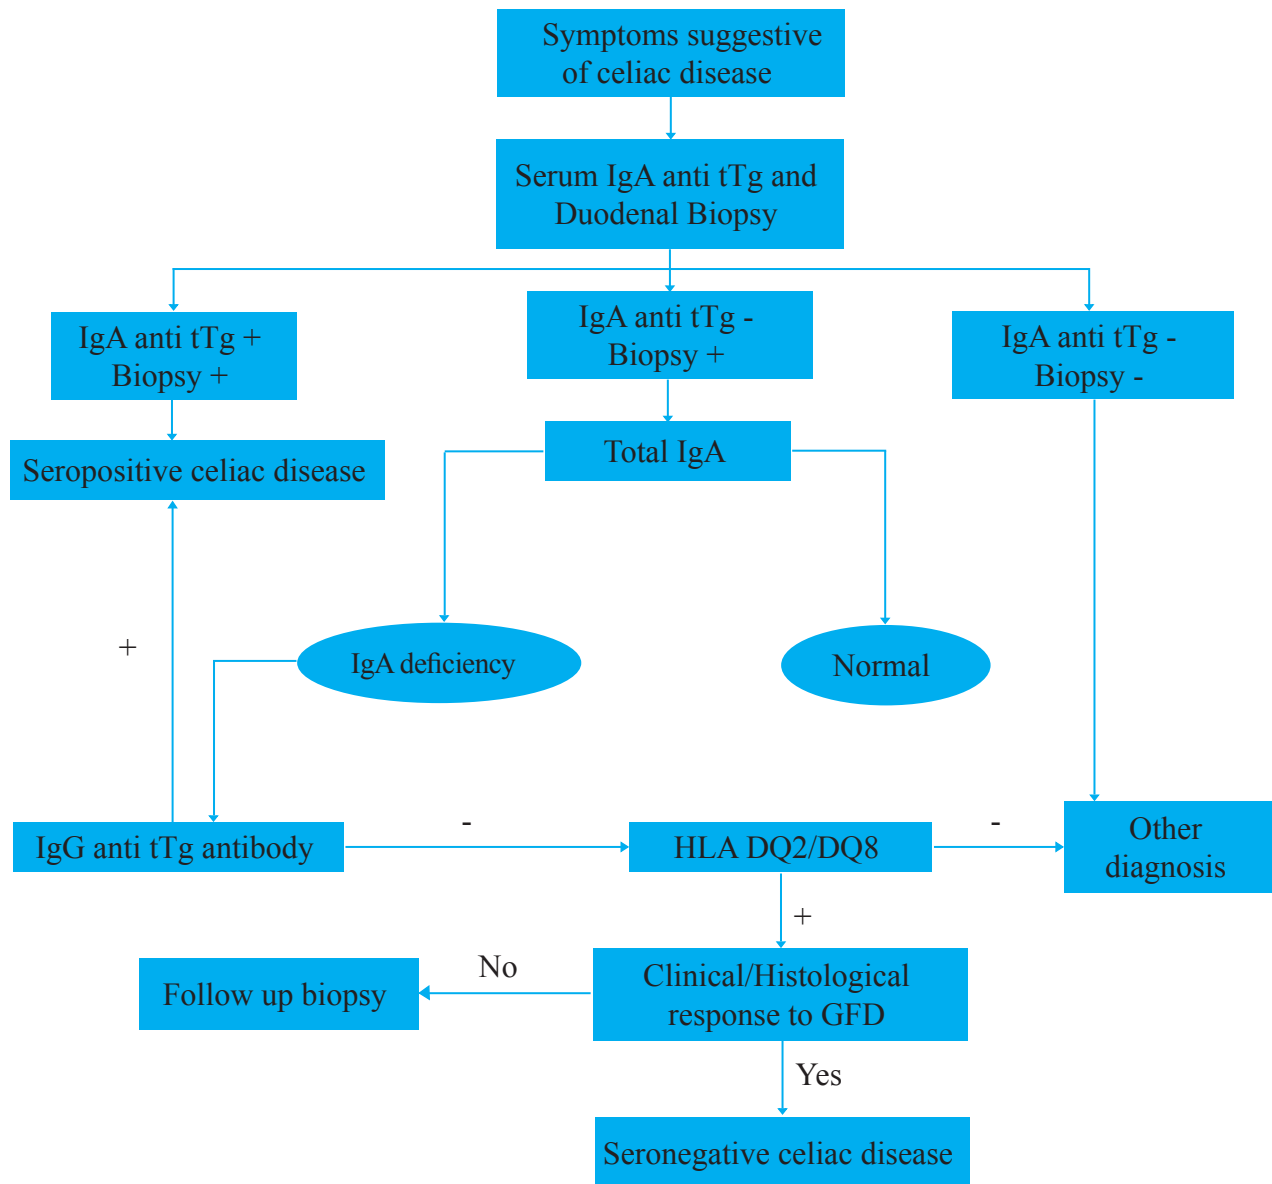 Symptoms suggestive
of celiac disease
Serum IgA anti tTg and
Duodenal Biopsy
IgA anti tTg +
Biopsy +
IgA anti tTg -
Biopsy +
IgA anti tTg -
Biopsy -
Seropositive celiac disease
Total IgA
+
IgA deficiency
Normal
IgG anti tTg antibody
-
HLA DQ2/DQ8
-
Other
diagnosis
+
Follow up biopsy
No
Clinical/Histological
response to GFD
Yes
Seronegative celiac disease